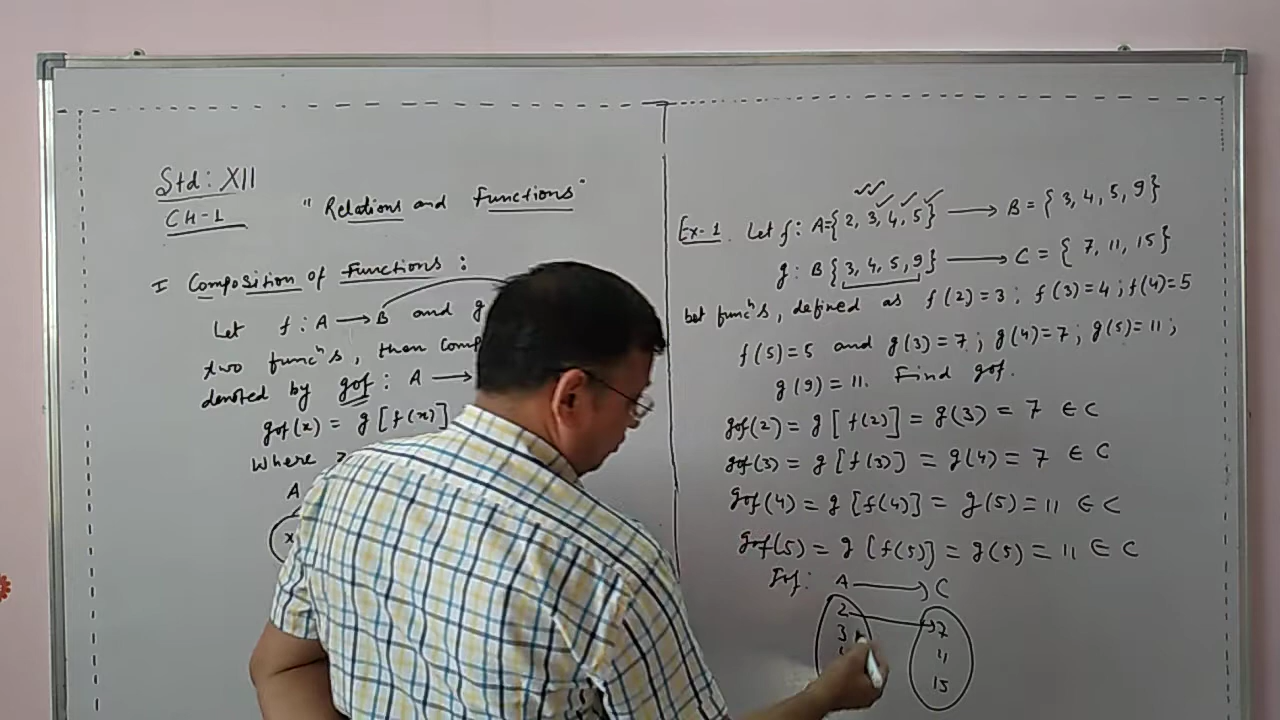 Std: XII
CH-1
" Relations and Functions "
I Composition of Functions :
Let f : A → B and g
two funcⁿs, then comp
denoted by gof : A →
gof(x) = g [f(x)]
Where
A
x
Ex-1. Let f: A={2, 3, 4, 5} → B = { 3, 4, 5, 9}
g : B{3, 4, 5, 9} → C = { 7, 11, 15}
bet funcⁿs, defined as f(2)=3 ; f(3)=4 ; f(4)=5
f(5)=5 and g(3)=7 ; g(4)=7 ; g(5)=11 ;
g(9)=11. Find gof.
gof(2) = g [ f(2)] = g(3) = 7 ∈ C
gof(3) = g [f(3)] = g(4) = 7 ∈ C
gof(4) = g [f(4)] = g(5) = 11 ∈ C
gof(5) = g [f(5)] = g(5) = 11 ∈ C
gof : A → C
2 7
3 11
15